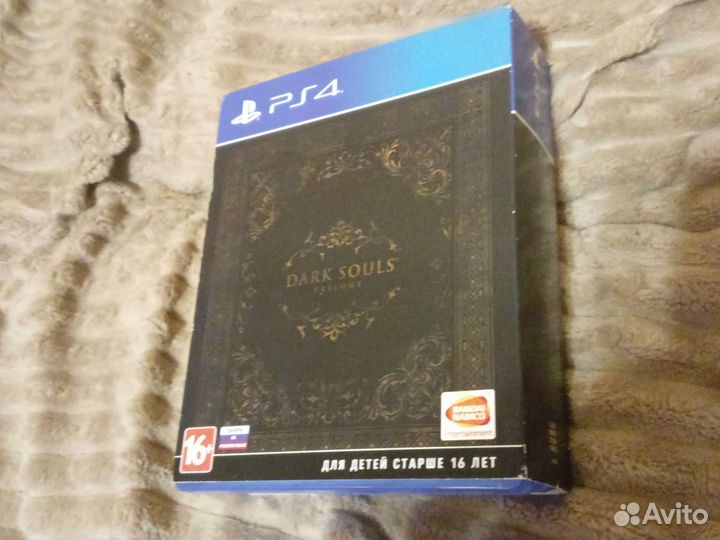 PS4
DARK SOULS
TRILOGY
16+
BANDAI
NAMCO
Entertainment
ДЛЯ ДЕТЕЙ СТАРШЕ 16 ЛЕТ
Avito